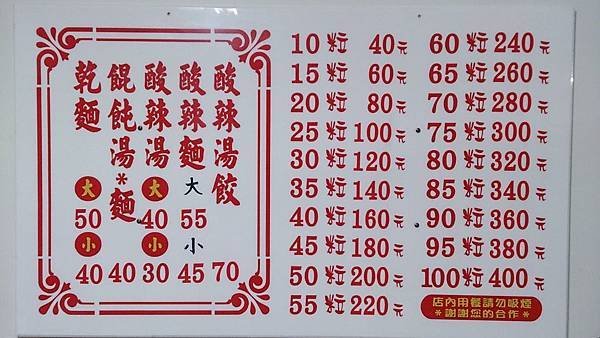 酸辣湯餃 70
酸辣麵 大 55 小 45
酸辣湯 大 40 小 30
餛飩湯*麵 40
乾麵 大 50 小 40
10粒 40元
15粒 60元
20粒 80元
25粒 100元
30粒 120元
35粒 140元
40粒 160元
45粒 180元
50粒 200元
55粒 220元
60粒 240元
65粒 260元
70粒 280元
75粒 300元
80粒 320元
85粒 340元
90粒 360元
95粒 380元
100粒 400元
店內用餐請勿吸煙
*謝謝您的合作*